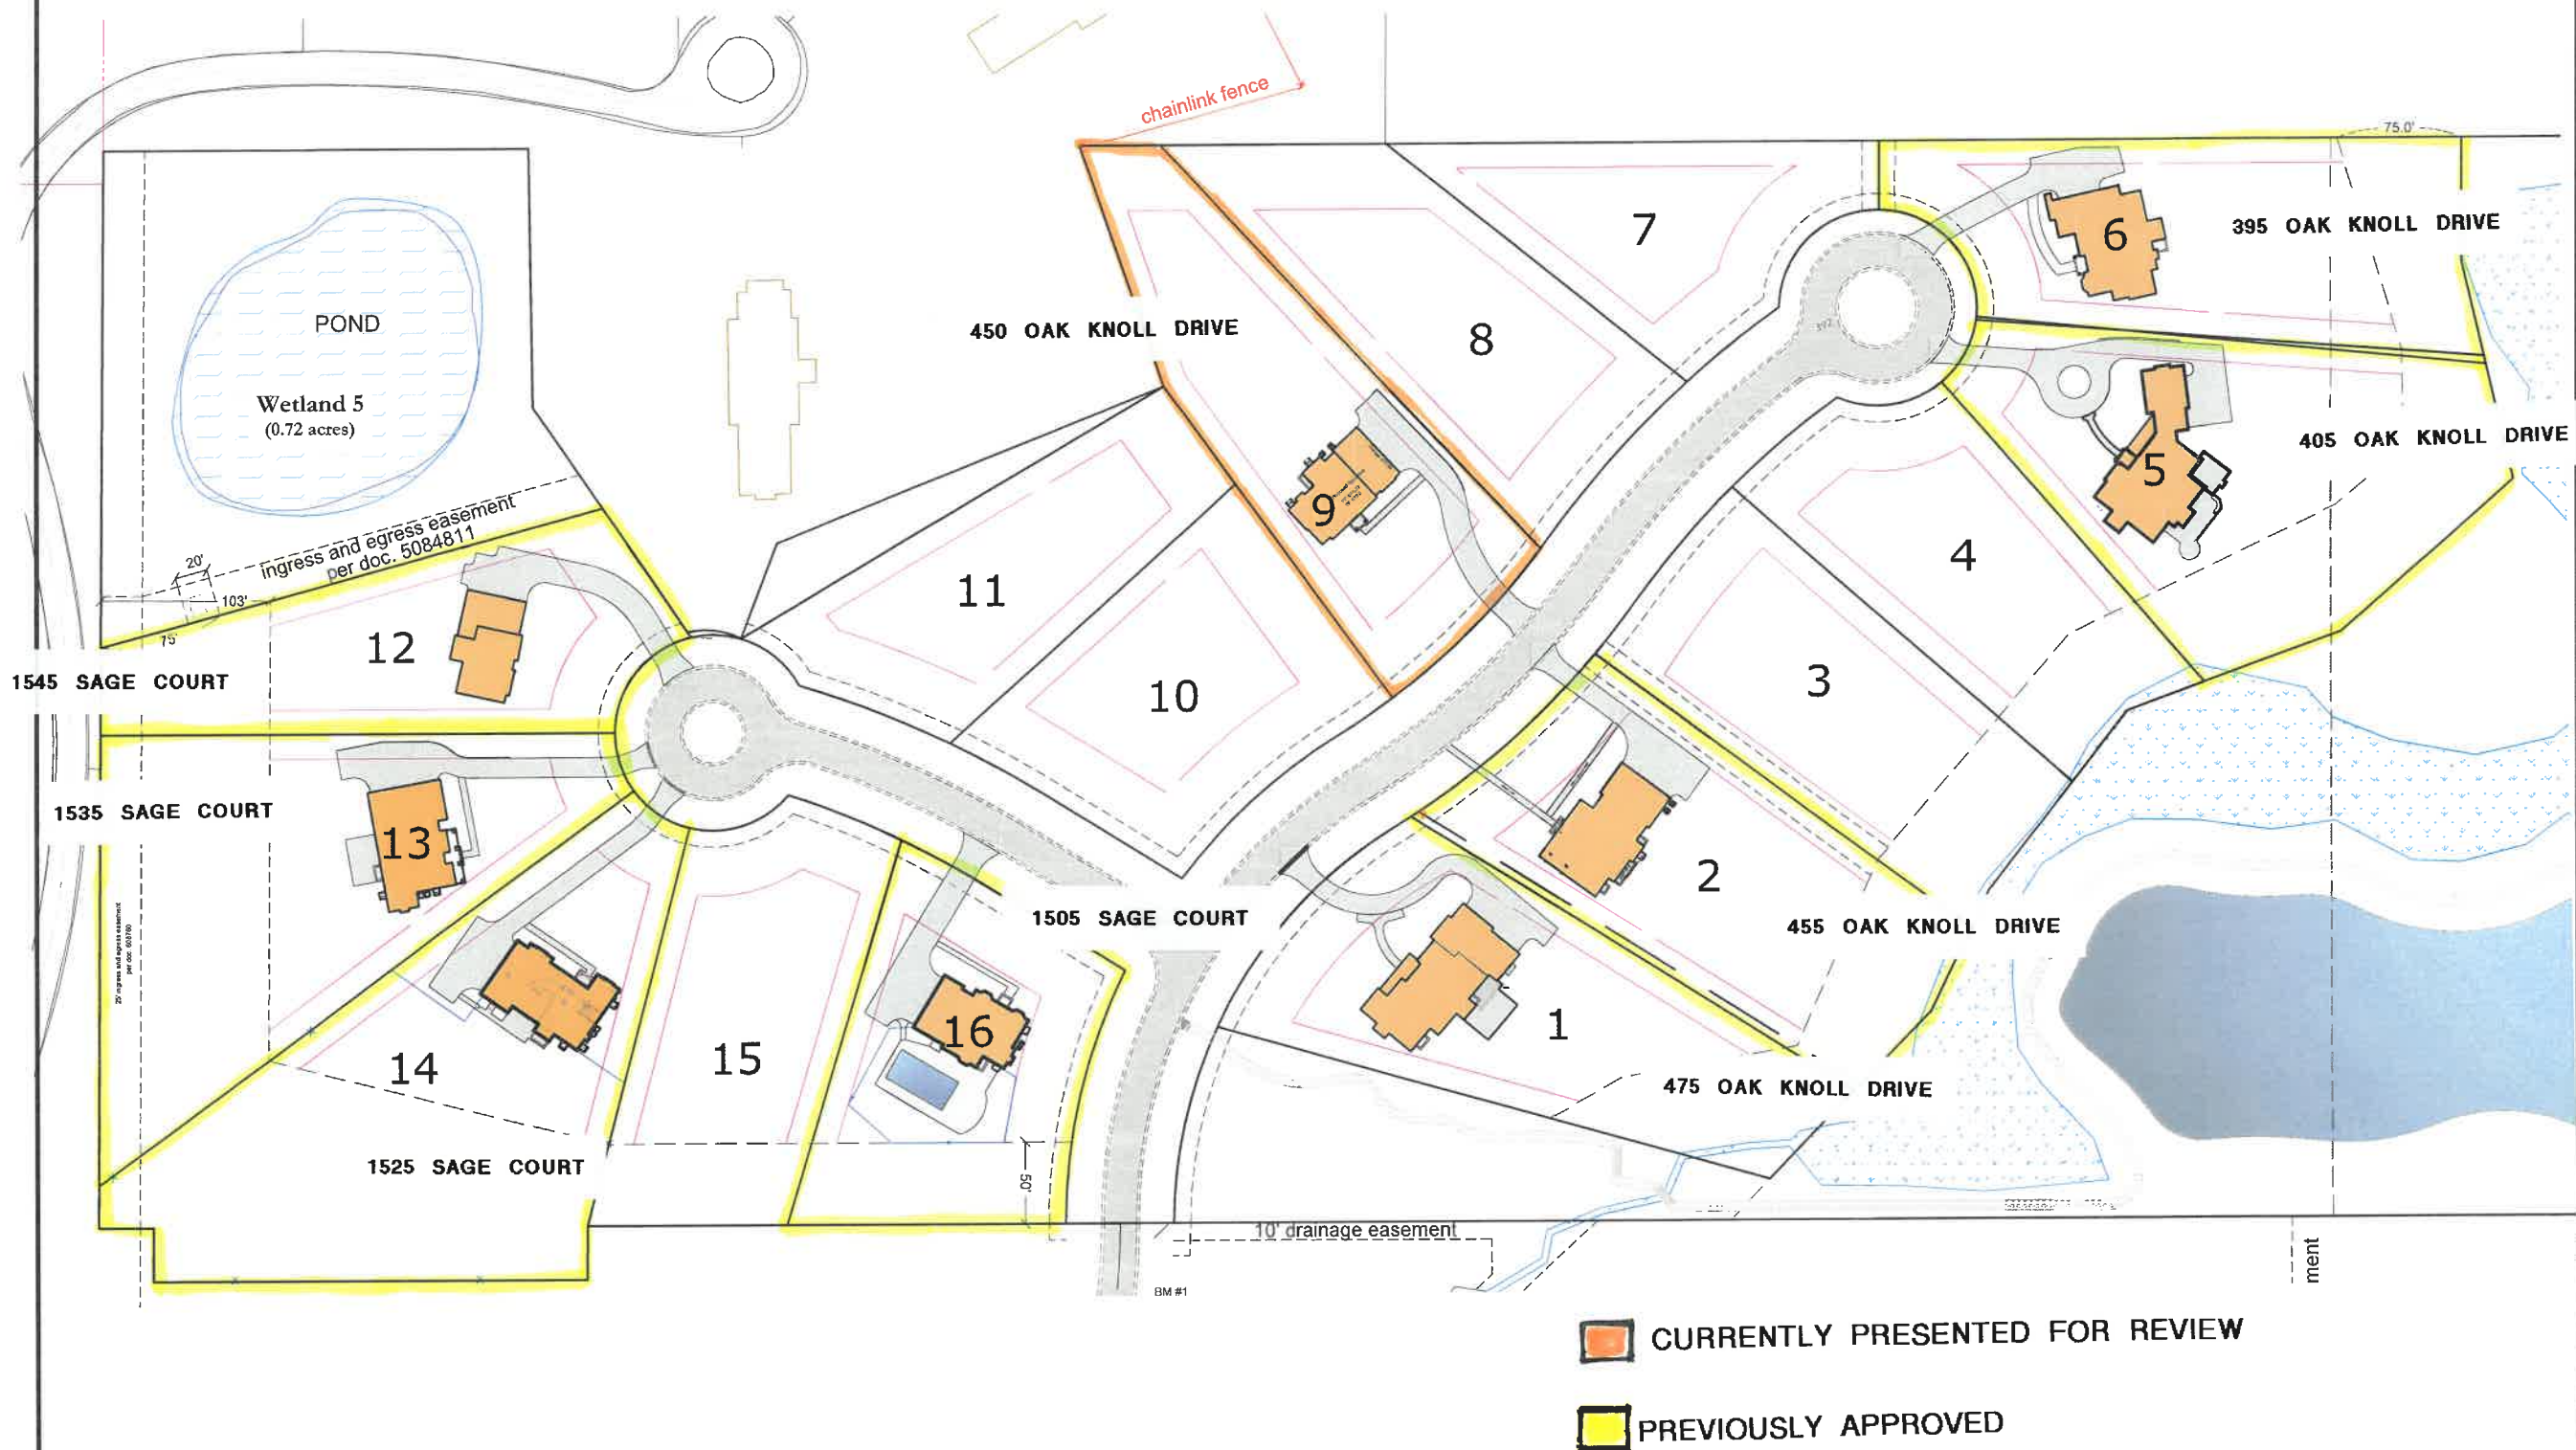 chainlink fence
75.0'
7
6
395 OAK KNOLL DRIVE
POND
450 OAK KNOLL DRIVE
8
Wetland 5
(0.72 acres)
405 OAK KNOLL DRIVE
5
9
ingress and egress easement
per doc. 5084811
20'
103'
75'
4
11
12
3
10
1545 SAGE COURT
1535 SAGE COURT
13
2
1505 SAGE COURT
455 OAK KNOLL DRIVE
16
1
14
15
475 OAK KNOLL DRIVE
1525 SAGE COURT
50'
10' drainage easement
ment
BM #1
CURRENTLY PRESENTED FOR REVIEW
PREVIOUSLY APPROVED